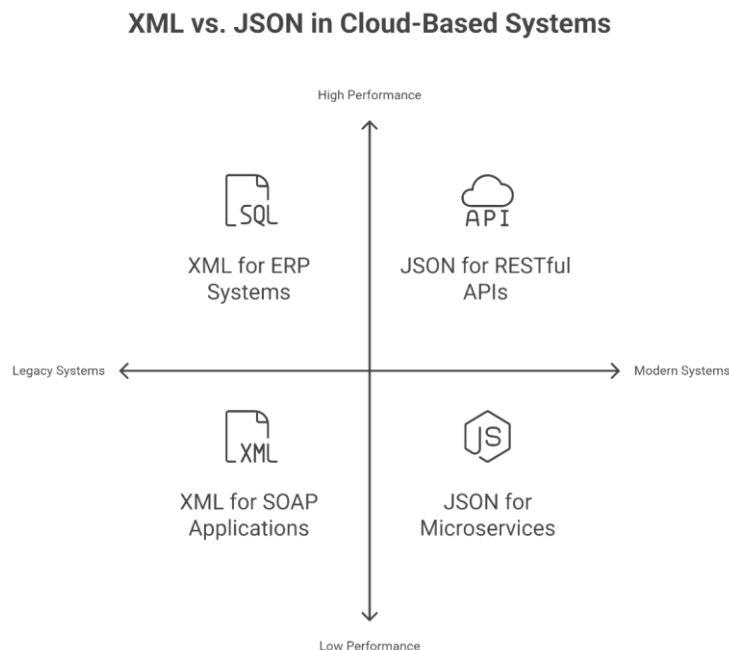 XML vs. JSON in Cloud-Based Systems
High Performance
SQL
API
XML for ERP
Systems
JSON for RESTful
APIs
Legacy Systems
Modern Systems
XML
JS
XML for SOAP
Applications
JSON for
Microservices
Low Performance